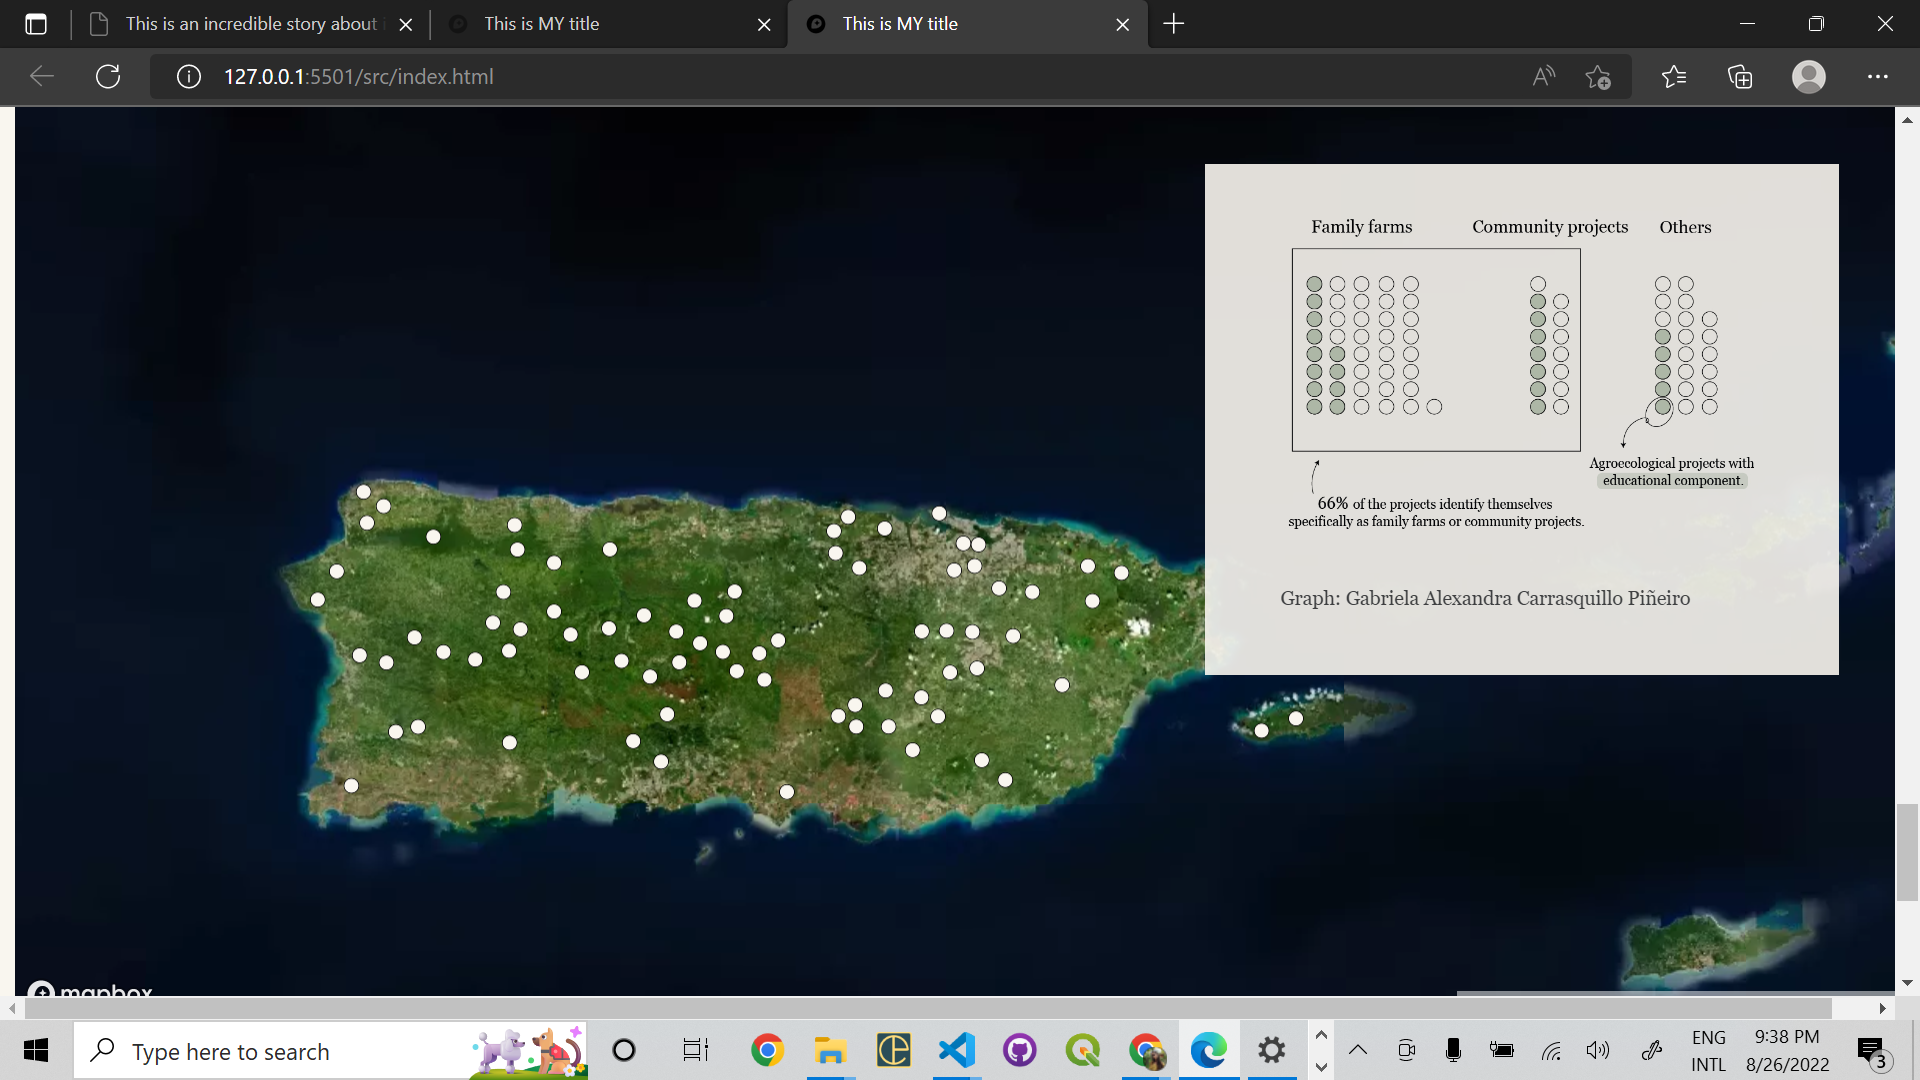 This is an incredible story about
This is MY title
This is MY title
127.0.0.1:5501/src/index.html
Family farms
Community projects
Others
Agroecological projects with
educational component.
66% of the projects identify themselves
specifically as family farms or community projects.
Graph: Gabriela Alexandra Carrasquillo Piñeiro
mapbox
Type here to search
ENG
INTL
9:38 PM
8/26/2022
3